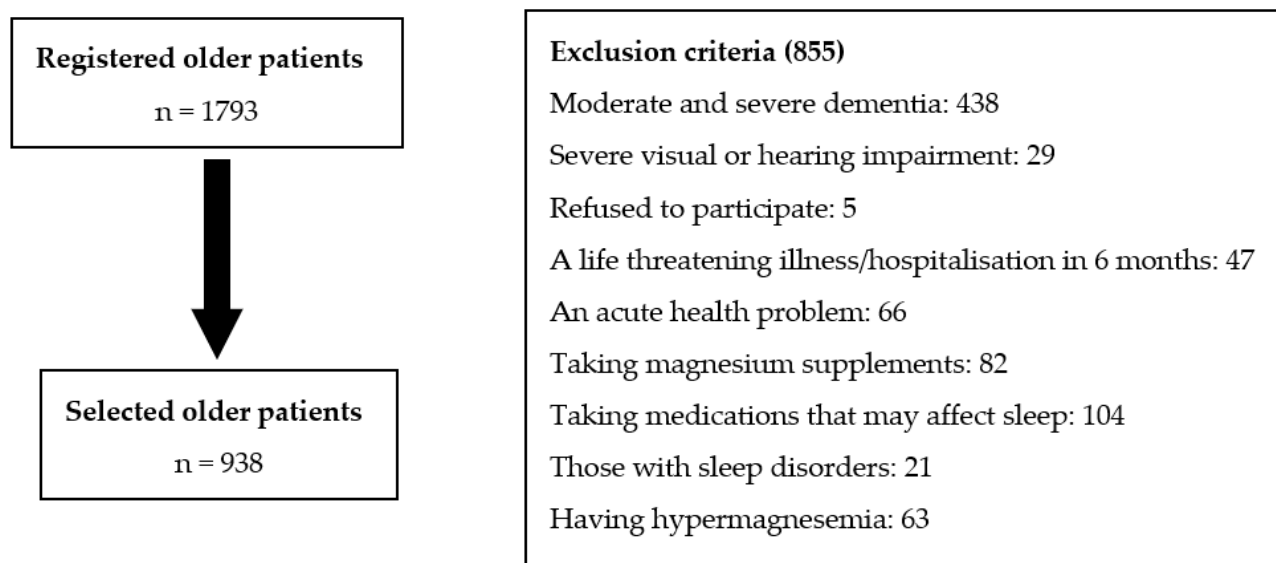 Registered older patients
n = 1793
Selected older patients
n = 938
Exclusion criteria (855)
Moderate and severe dementia: 438
Severe visual or hearing impairment: 29
Refused to participate: 5
A life threatening illness/hospitalisation in 6 months: 47
An acute health problem: 66
Taking magnesium supplements: 82
Taking medications that may affect sleep: 104
Those with sleep disorders: 21
Having hypermagnesemia: 63